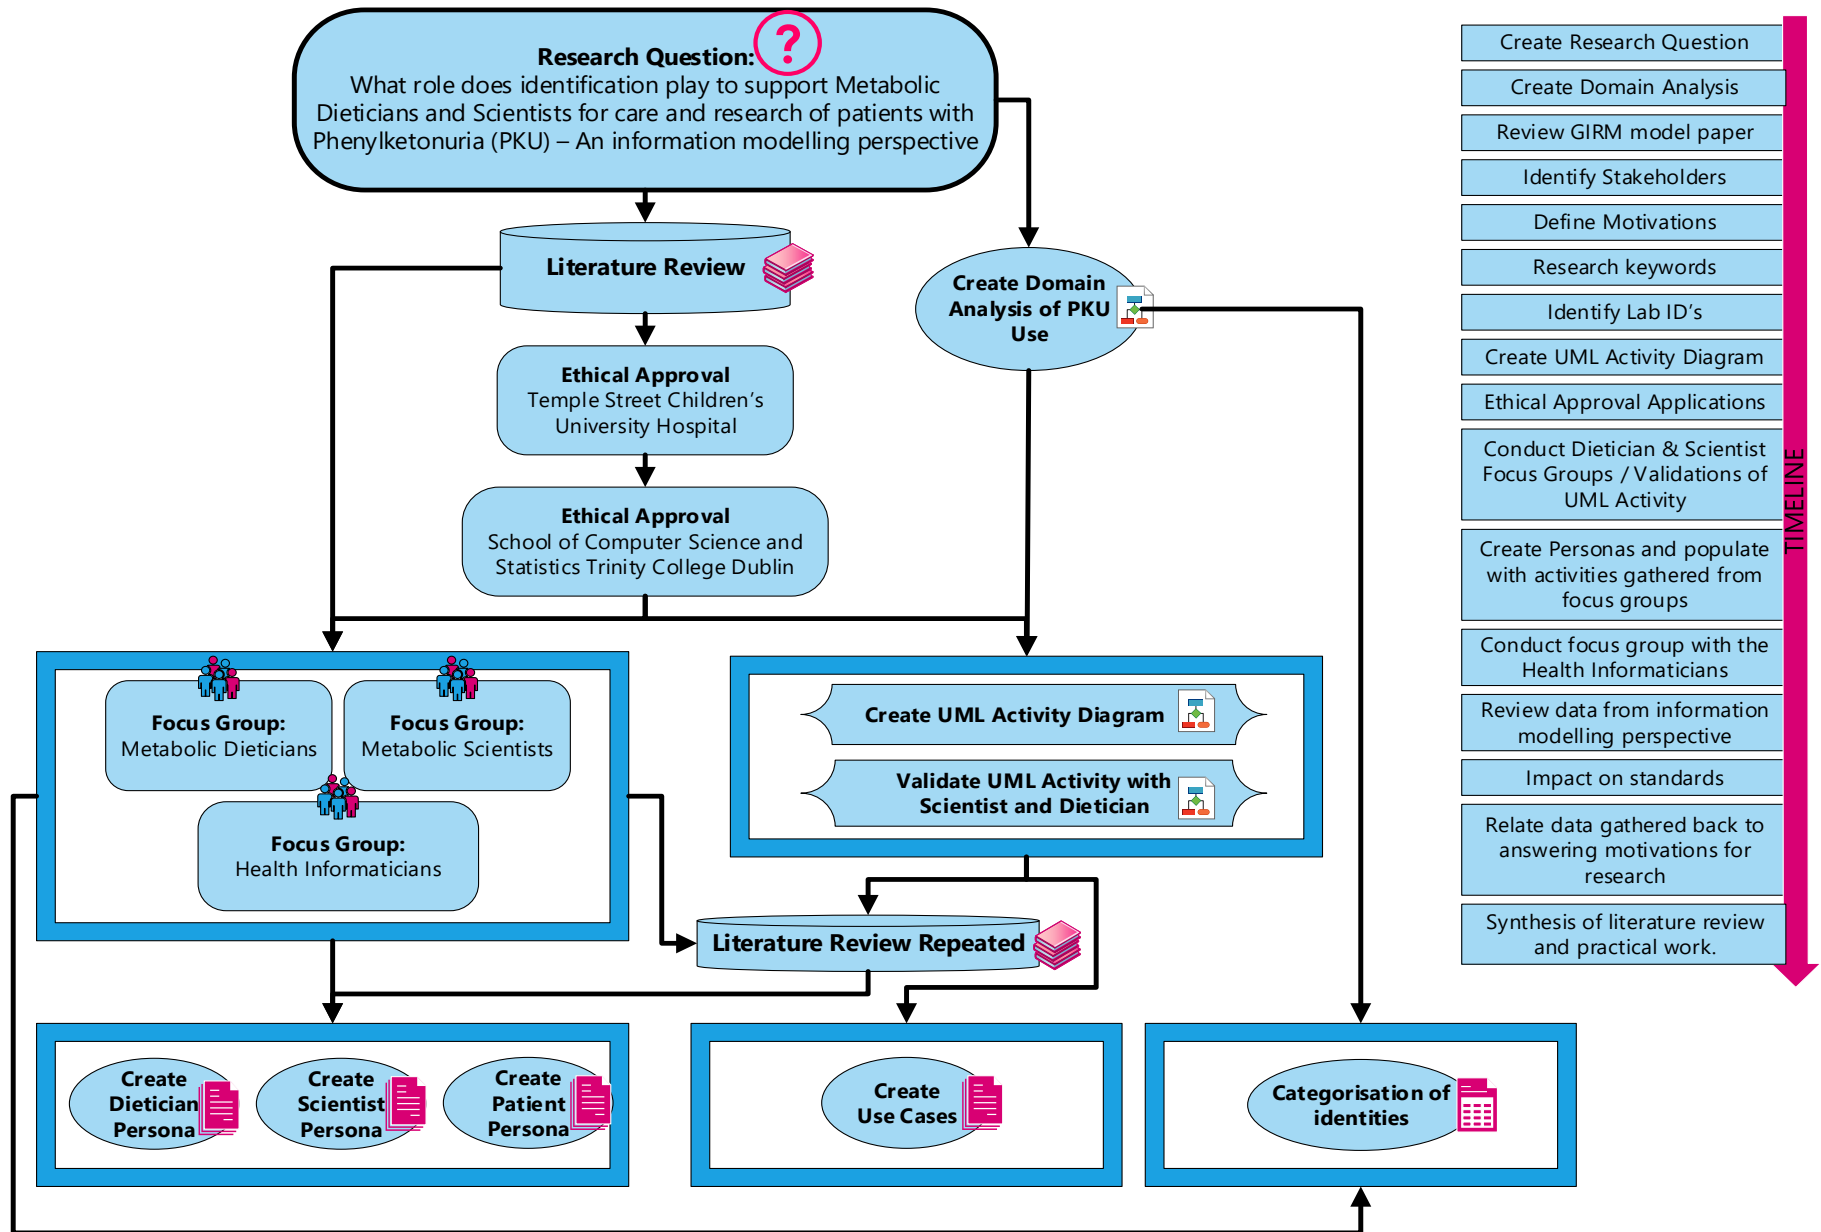 Research Question:
?
What role does identification play to support Metabolic
Dieticians and Scientists for care and research of patients with
Phenylketonuria (PKU) – An information modelling perspective
Literature Review
Create Domain
Analysis of PKU
Use
Ethical Approval
Temple Street Children's
University Hospital
Ethical Approval
School of Computer Science and
Statistics Trinity College Dublin
Focus Group:
Metabolic Dieticians
Focus Group:
Metabolic Scientists
Focus Group:
Health Informaticians
Create UML Activity Diagram
Validate UML Activity with
Scientist and Dietician
Literature Review Repeated
Create
Dietician
Persona
Create
Scientist
Persona
Create
Patient
Persona
Create
Use Cases
Categorisation of
identities
Create Research Question
Create Domain Analysis
Review GIRM model paper
Identify Stakeholders
Define Motivations
Research keywords
Identify Lab ID's
Create UML Activity Diagram
Ethical Approval Applications
Conduct Dietician & Scientist
Focus Groups / Validations of
UML Activity
Create Personas and populate
with activities gathered from
focus groups
Conduct focus group with the
Health Informaticians
Review data from information
modelling perspective
Impact on standards
Relate data gathered back to
answering motivations for
research
Synthesis of literature review
and practical work.
TIMELINE